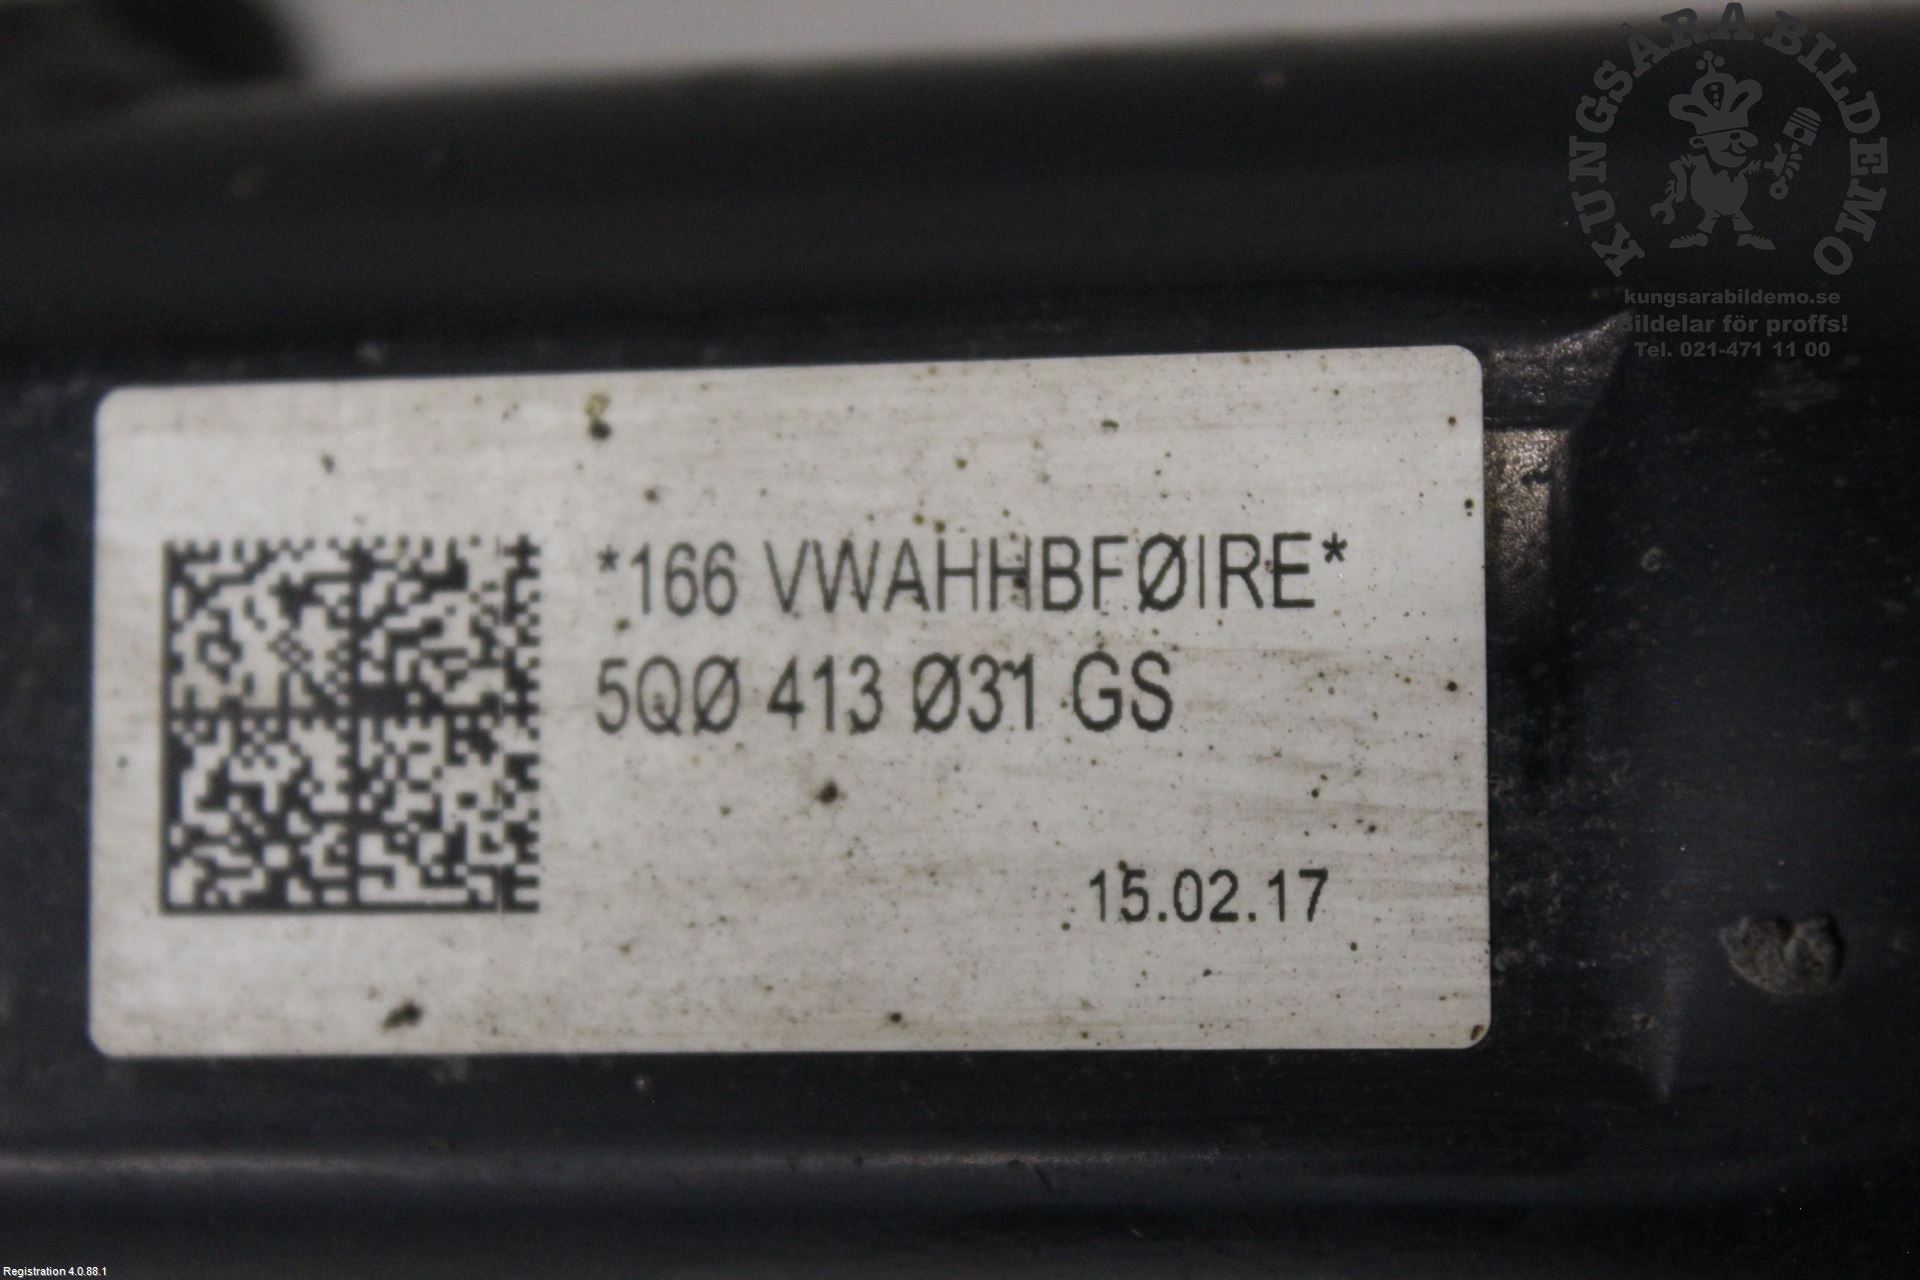 KUNGSÅRA BILDEMO
kungsarabildemo.se
Bildelar för proffs!
Tel. 021-471 11 00
*166 VWAHHBFØIRE*
5QØ 413 Ø31 GS
15.02.17
Registration 4.0.88.1